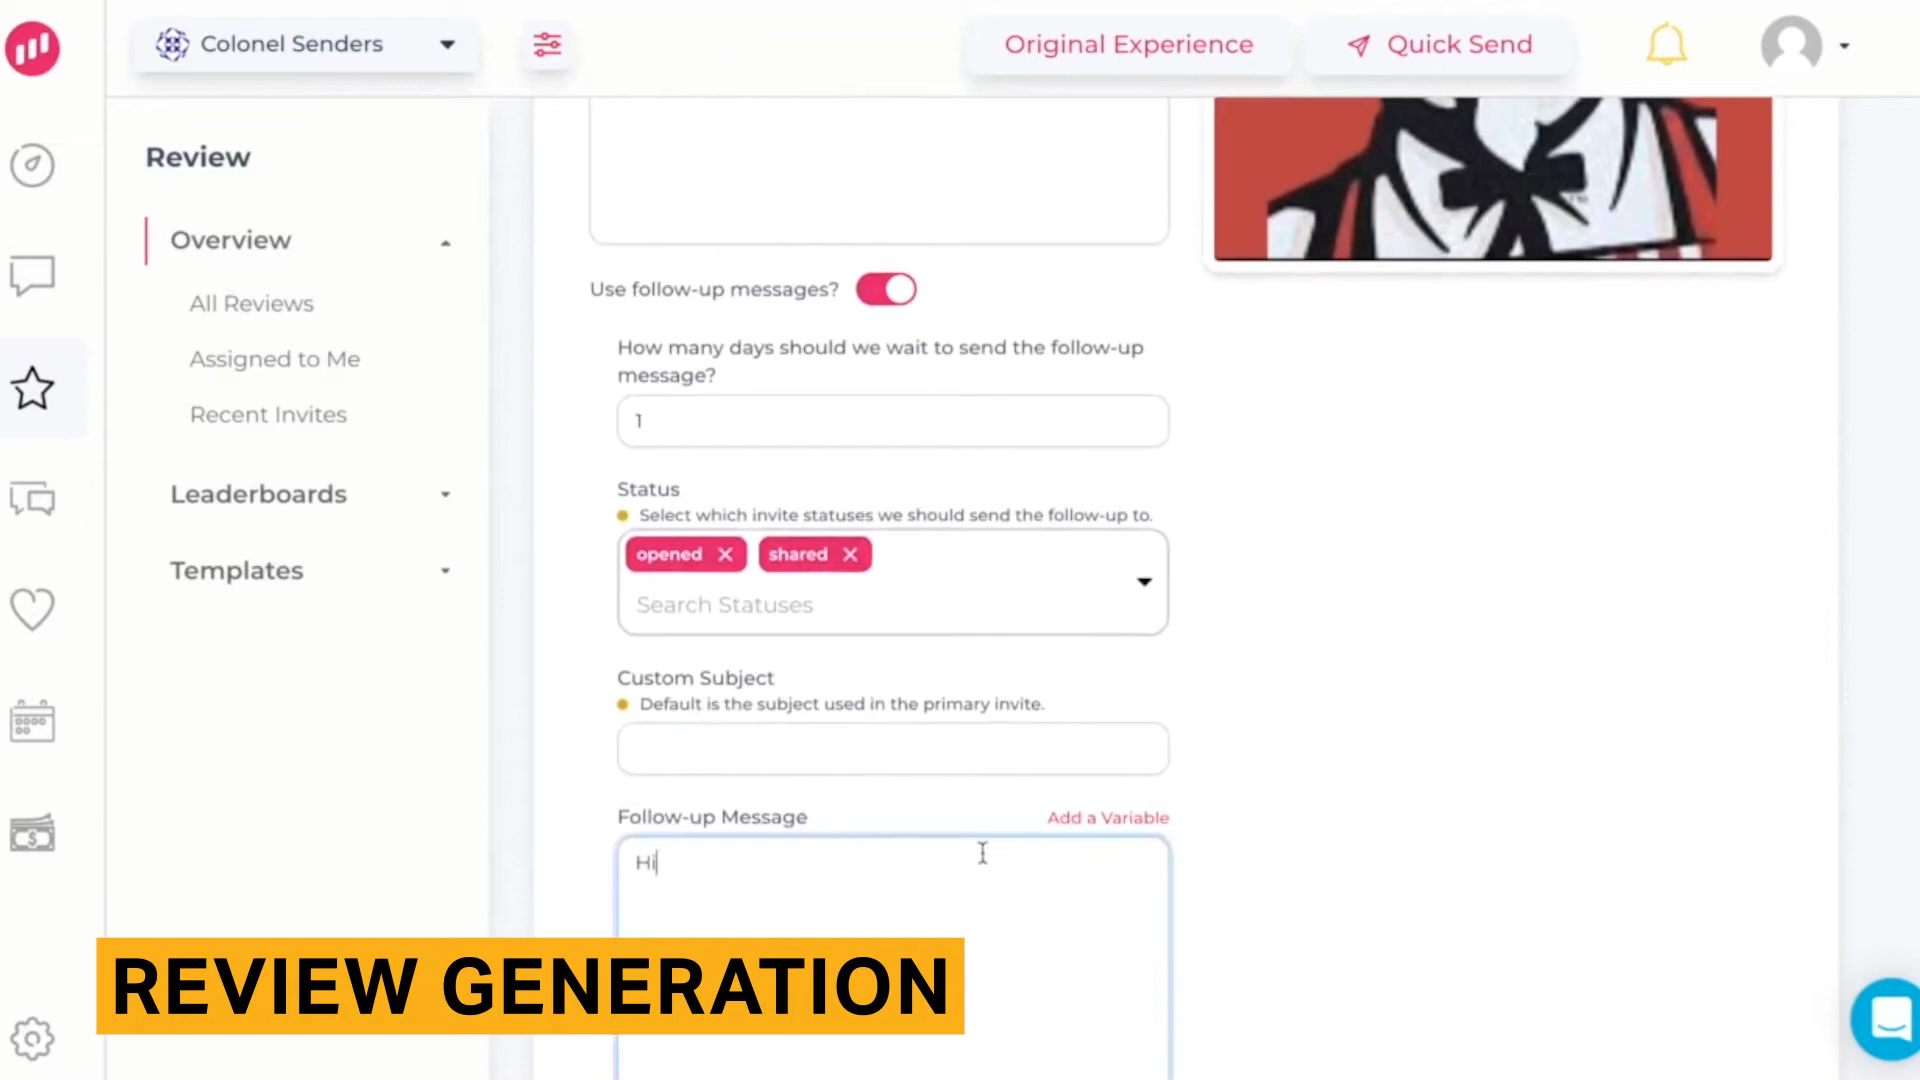 Colonel Senders
Original Experience
Quick Send
Review
Overview
All Reviews
Assigned to Me
Recent Invites
Leaderboards
Templates
Use follow-up messages?
How many days should we wait to send the follow-up
message?
1
Status
Select which invite statuses we should send the follow-up to.
opened
shared
Search Statuses
Custom Subject
Default is the subject used in the primary invite.
Follow-up Message
Add a Variable
Hi
REVIEW GENERATION